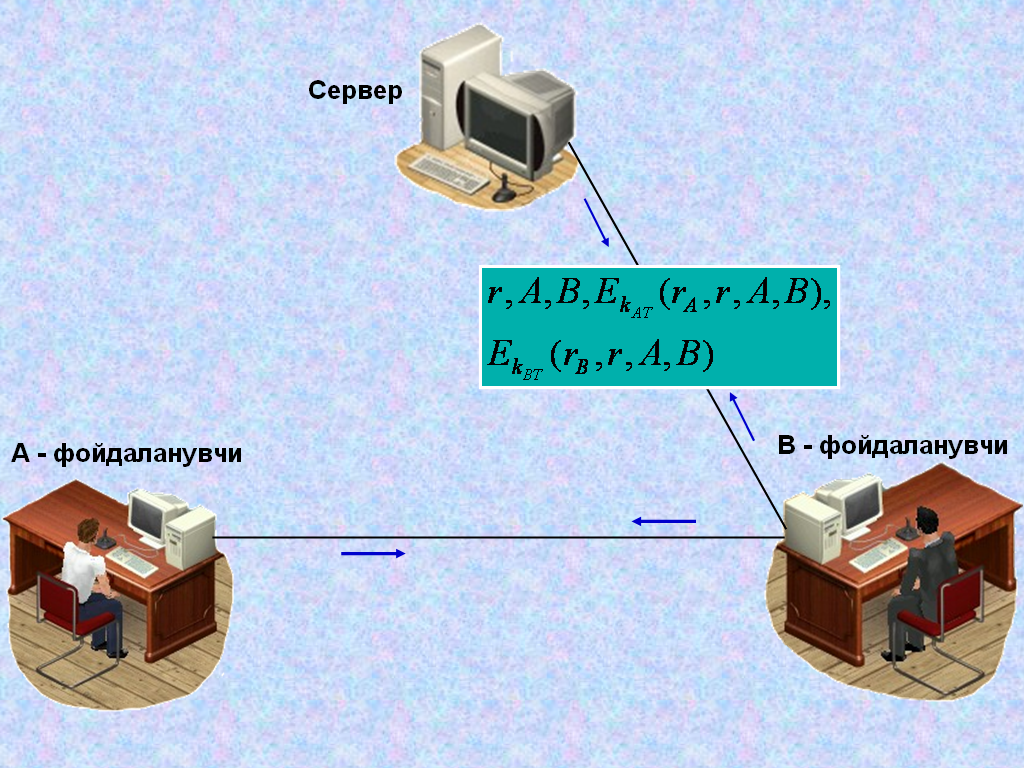 Сервер
r, A, B, E_{k_{AT}}(r_A, r, A, B),
E_{k_{BT}}(r_B, r, A, B)
А - фойдаланувчи
В - фойдаланувчи